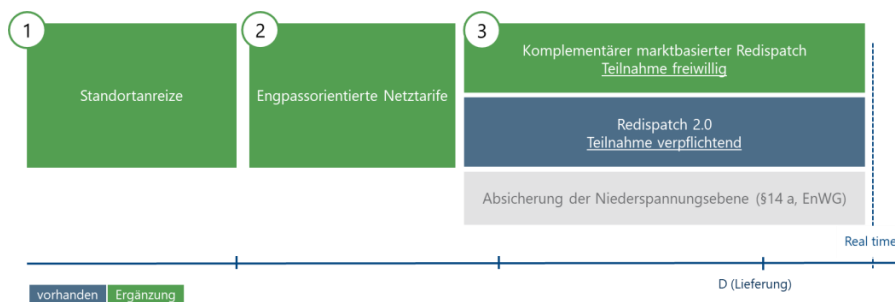 1
2
3
Standortanreize
Engpassorientierte Netztarife
Komplementärer marktbasierter Redispatch
Teilnahme freiwillig
Redispatch 2.0
Teilnahme verpflichtend
Absicherung der Niederspannungsebene (§14 a, EnWG)
Real time
D (Lieferung)
vorhanden
Ergänzung